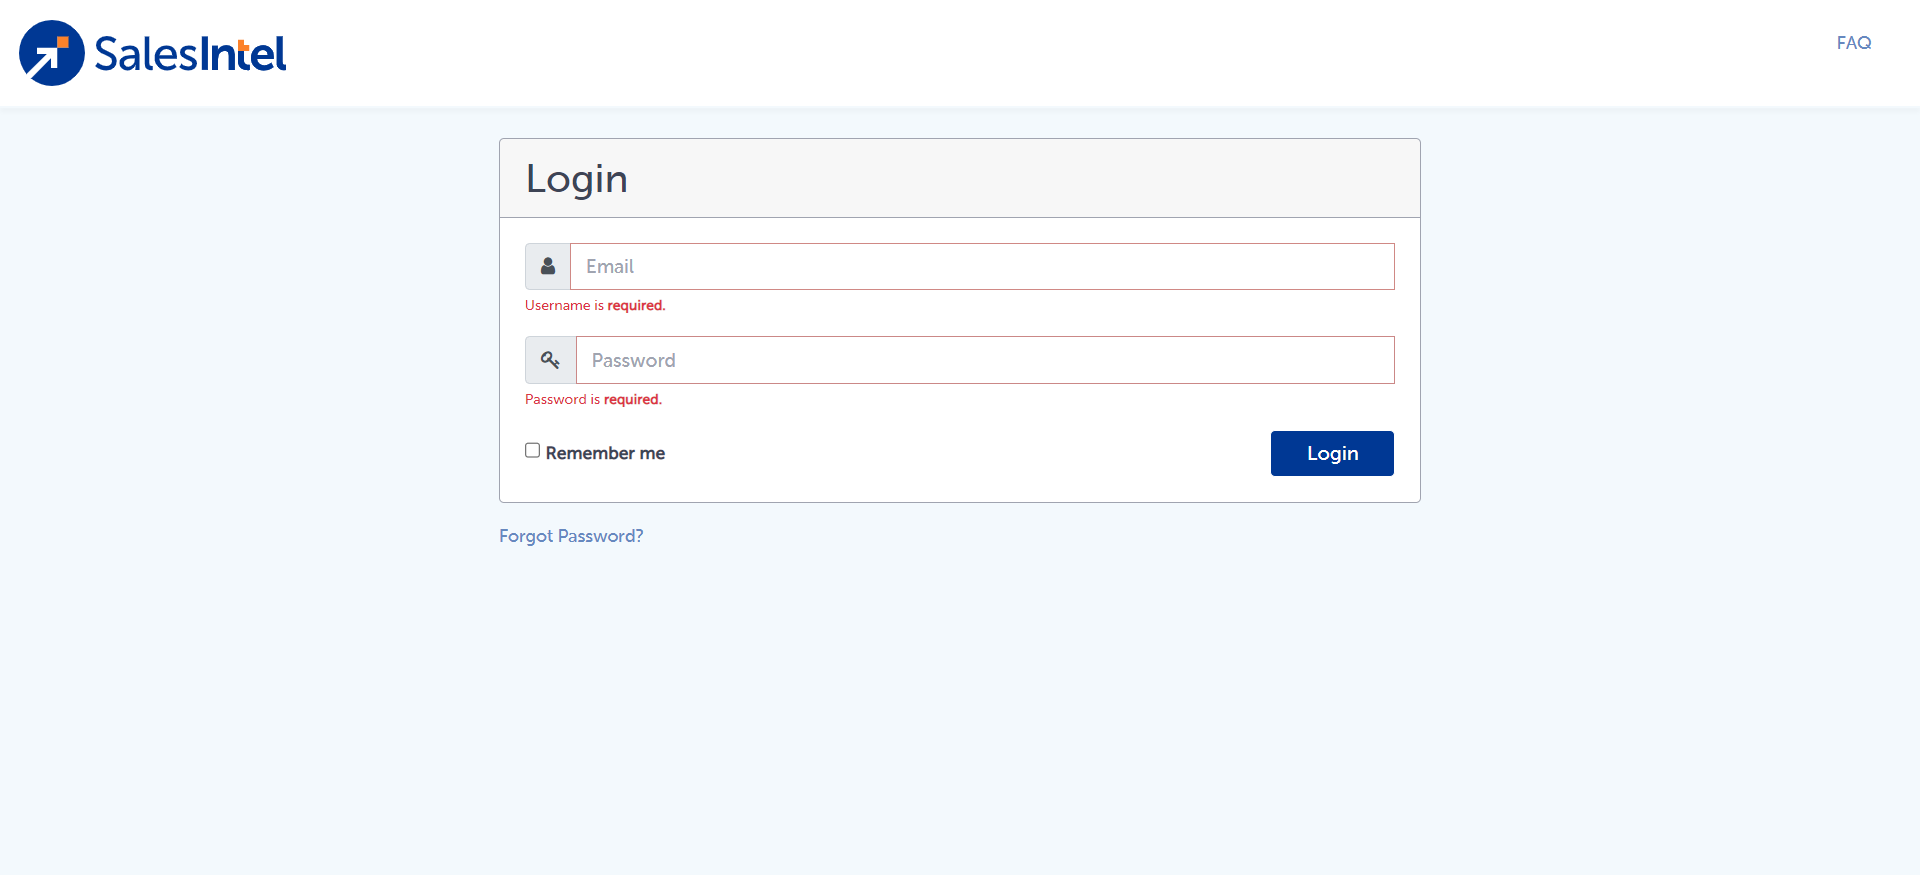 SalesIntel
FAQ
Login
Email
Username is required.
Password
Password is required.
Remember me
Login
Forgot Password?